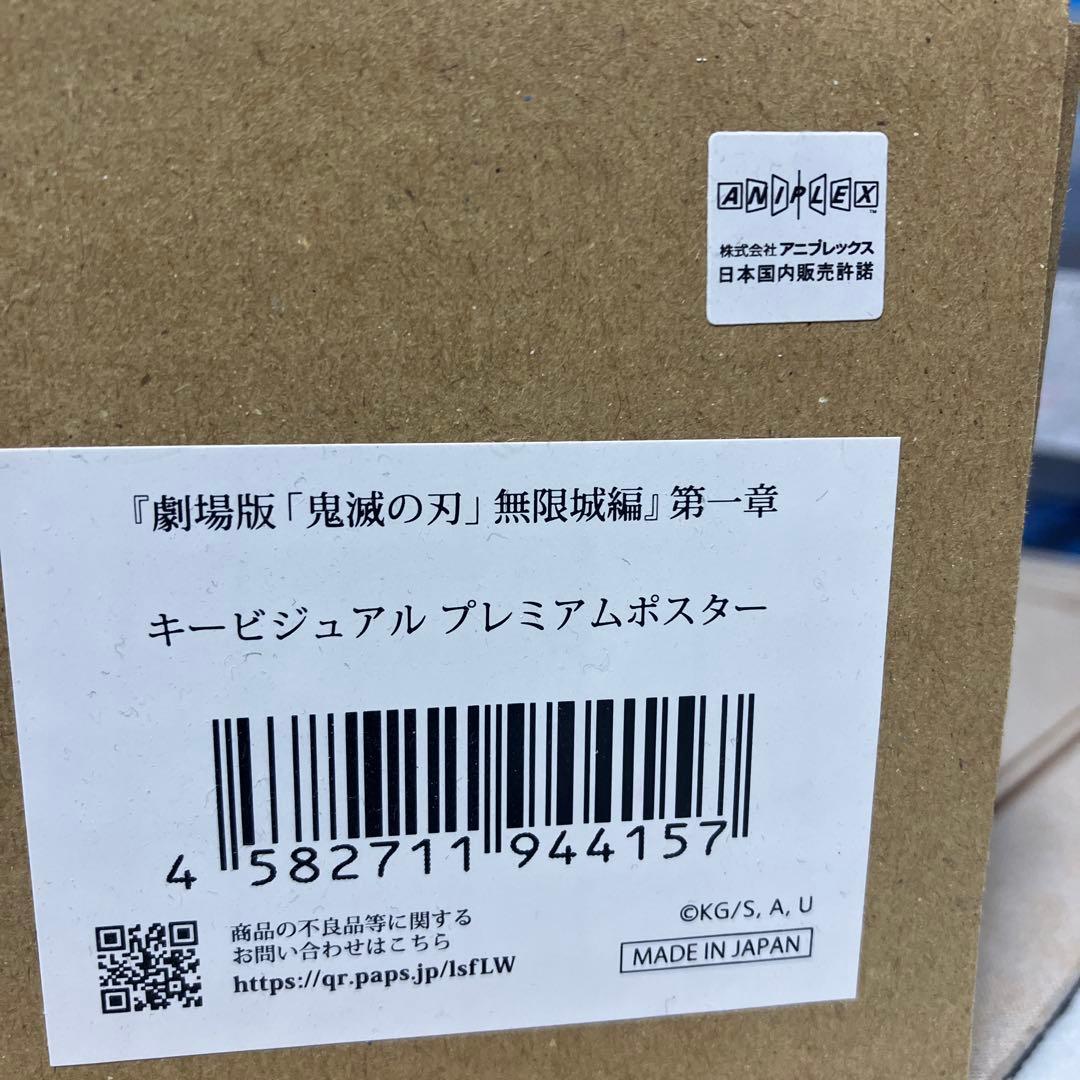 ANIPLEX™
株式会社アニプレックス
日本国内販売許諾
『劇場版「鬼滅の刃」無限城編』第一章
キービジュアル プレミアムポスター
4 582711 944157
商品の不良品等に関する
お問い合わせはこちら
https://qr.paps.jp/lsfLW
©KG/S, A, U
MADE IN JAPAN